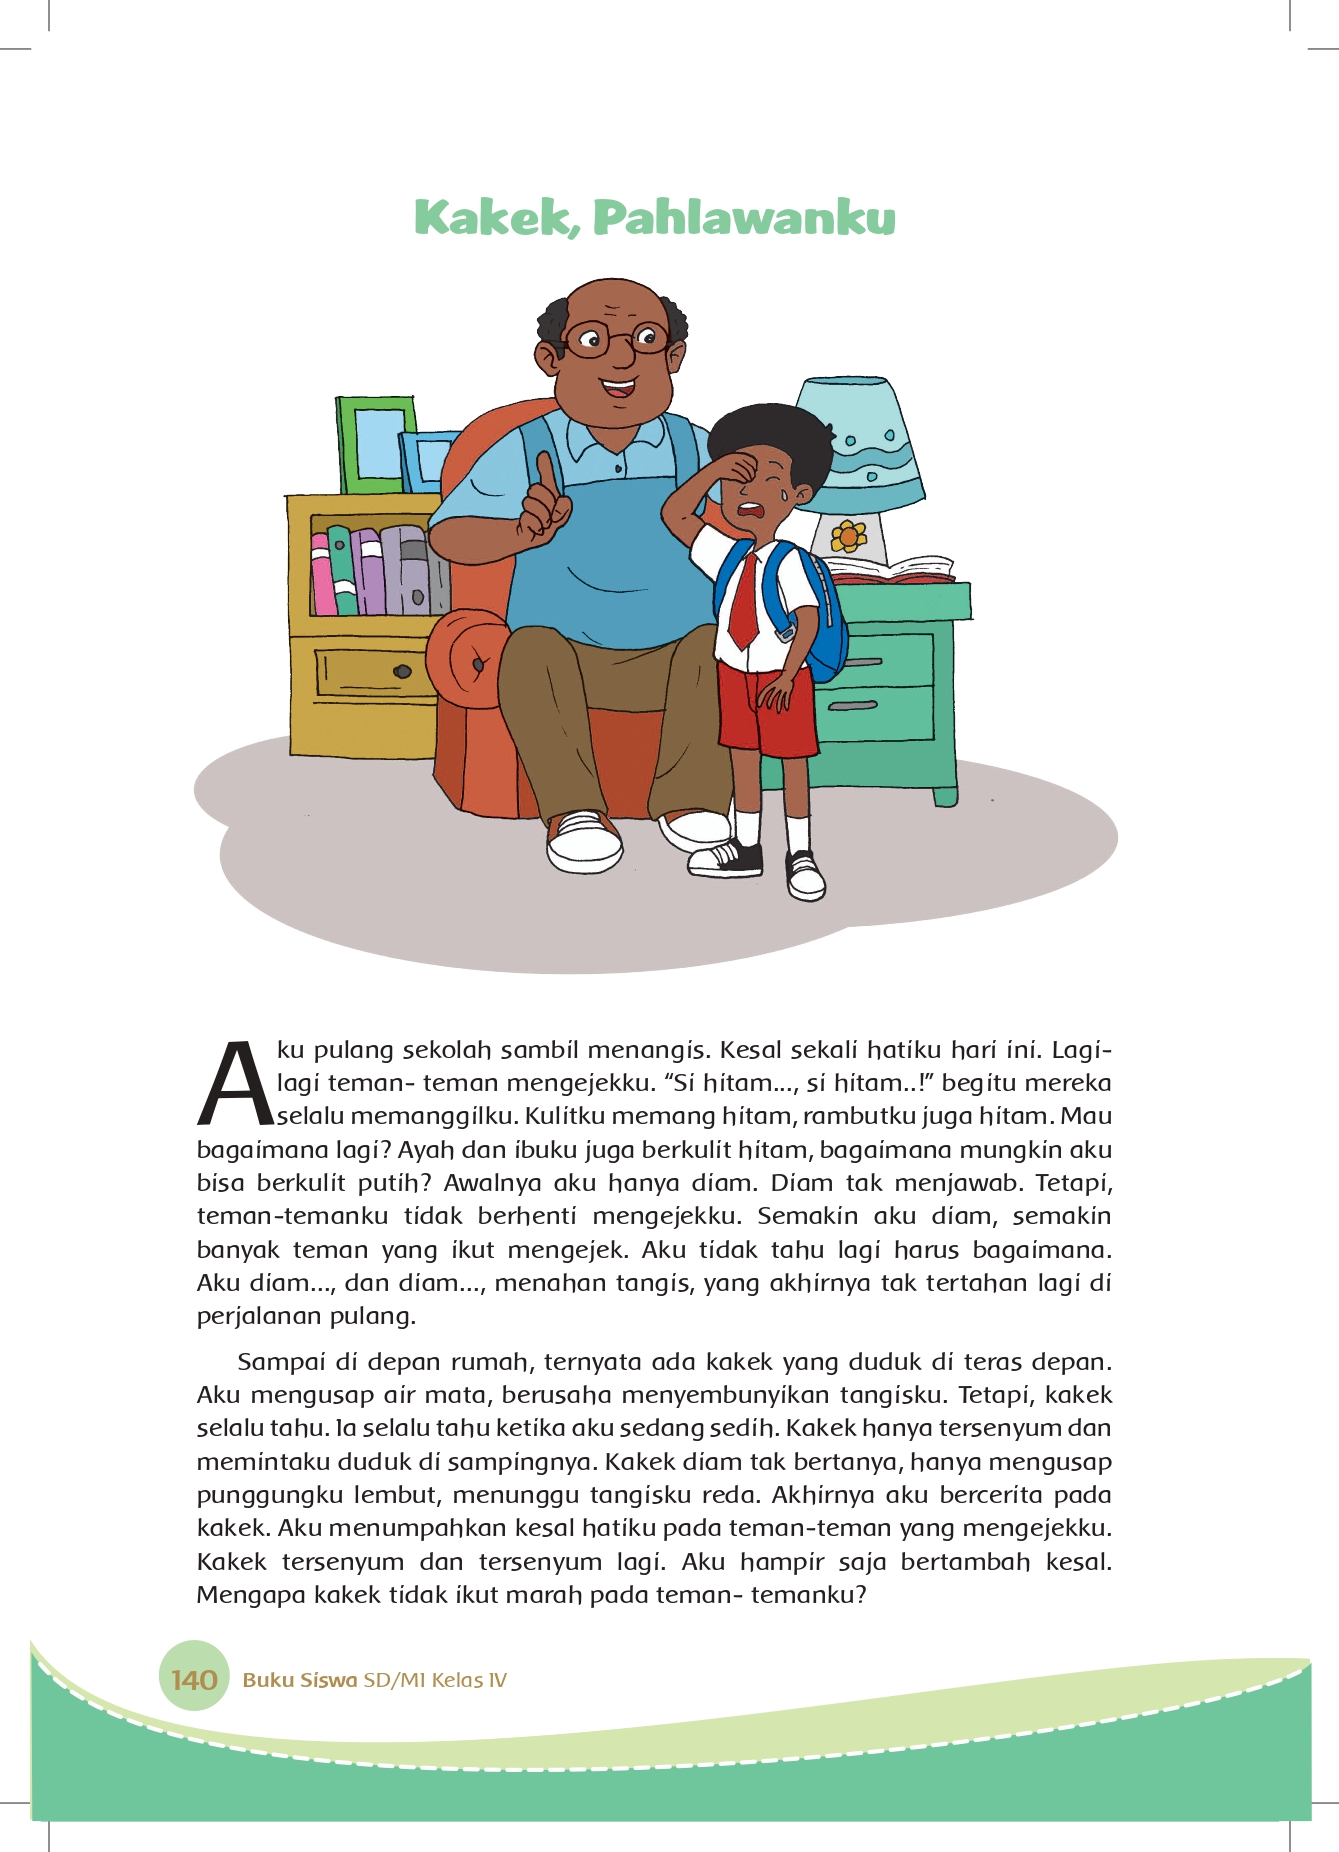 Kakek, Pahlawanku
Aku pulang sekolah sambil menangis. Kesal sekali hatiku hari ini. Lagi-
lagi teman- teman mengejekku. “Si hitam..., si hitam..!” begitu mereka
selalu memanggilku. Kulitku memang hitam, rambutku juga hitam. Mau
bagaimana lagi? Ayah dan ibuku juga berkulit hitam, bagaimana mungkin aku
bisa berkulit putih? Awalnya aku hanya diam. Diam tak menjawab. Tetapi,
teman-temanku tidak berhenti mengejekku. Semakin aku diam, semakin
banyak teman yang ikut mengejek. Aku tidak tahu lagi harus bagaimana.
Aku diam..., dan diam..., menahan tangis, yang akhirnya tak tertahan lagi di
perjalanan pulang.
Sampai di depan rumah, ternyata ada kakek yang duduk di teras depan.
Aku mengusap air mata, berusaha menyembunyikan tangisku. Tetapi, kakek
selalu tahu. Ia selalu tahu ketika aku sedang sedih. Kakek hanya tersenyum dan
memintaku duduk di sampingnya. Kakek diam tak bertanya, hanya mengusap
punggungku lembut, menunggu tangisku reda. Akhirnya aku bercerita pada
kakek. Aku menumpahkan kesal hatiku pada teman-teman yang mengejekku.
Kakek tersenyum dan tersenyum lagi. Aku hampir saja bertambah kesal.
Mengapa kakek tidak ikut marah pada teman- temanku?
140 Buku Siswa SD/MI Kelas IV